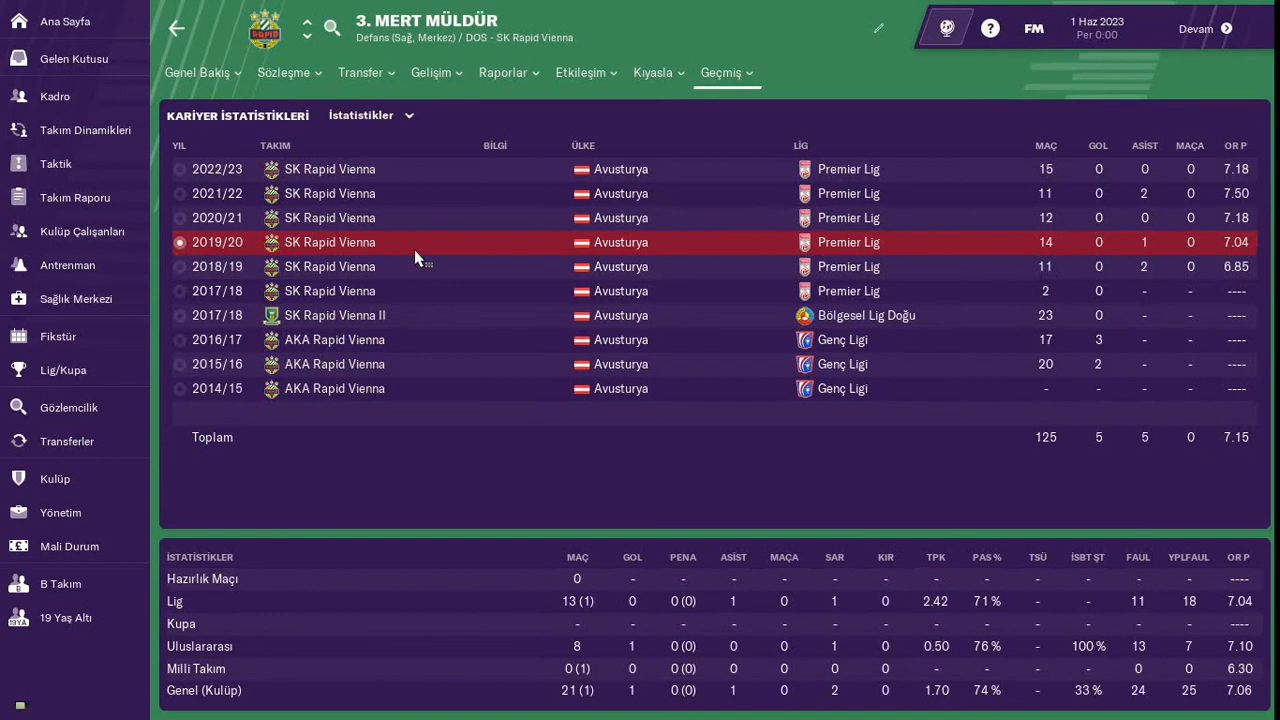 Ana Sayfa
Gelen Kutusu
Kadro
Takım Dinamikleri
Taktik
Takım Raporu
Kulüp Çalışanları
Antrenman
Sağlık Merkezi
Fikstür
Lig/Kupa
Gözlemcilik
Transferler
Kulüp
Yönetim
Mali Durum
B
B Takım
19YA
19 Yaş Altı
3. MERT MÜLDÜR
Defans (Sağ, Merkez) / DOS - SK Rapid Vienna
? FM 1 Haz 2023 Per 0:00 Devam
Genel Bakış Sözleşme Transfer Gelişim Raporlar Etkileşim Kıyasla Geçmiş
KARİYER İSTATİSTİKLERİ İstatistikler
YIL TAKIM BİLGİ ÜLKE LİG MAÇ GOL ASİST MAÇA OR P
2022/23 SK Rapid Vienna Avusturya Premier Lig 15 0 0 0 7.18
2021/22 SK Rapid Vienna Avusturya Premier Lig 11 0 2 0 7.50
2020/21 SK Rapid Vienna Avusturya Premier Lig 12 0 0 0 7.18
2019/20 SK Rapid Vienna Avusturya Premier Lig 14 0 1 0 7.04
2018/19 SK Rapid Vienna Avusturya Premier Lig 11 0 2 0 6.85
2017/18 SK Rapid Vienna Avusturya Premier Lig 2 0 - - ----
2017/18 SK Rapid Vienna II Avusturya Bölgesel Lig Doğu 23 0 - - ----
2016/17 AKA Rapid Vienna Avusturya Genç Ligi 17 3 - - ----
2015/16 AKA Rapid Vienna Avusturya Genç Ligi 20 2 - - ----
2014/15 AKA Rapid Vienna Avusturya Genç Ligi - - - - ----
Toplam 125 5 5 0 7.15
İSTATİSTİKLER MAÇ GOL PENA ASİST MAÇA SAR KIR TPK PAS % TSÜ İSBT ŞT FAUL YPLFAUL OR P
Hazırlık Maçı 0 - - - - - - - - - - - - ----
Lig 13 (1) 0 0 (0) 1 0 1 0 2.42 71 % - - 11 18 7.04
Kupa - - - - - - - - - - - - - ----
Uluslararası 8 1 0 (0) 0 0 1 0 0.50 76 % - 100 % 13 7 7.10
Milli Takım 0 (1) 0 0 (0) 0 0 0 0 - - - - 0 0 6.30
Genel (Kulüp) 21 (1) 1 0 (0) 1 0 2 0 1.70 74 % - 33 % 24 25 7.06